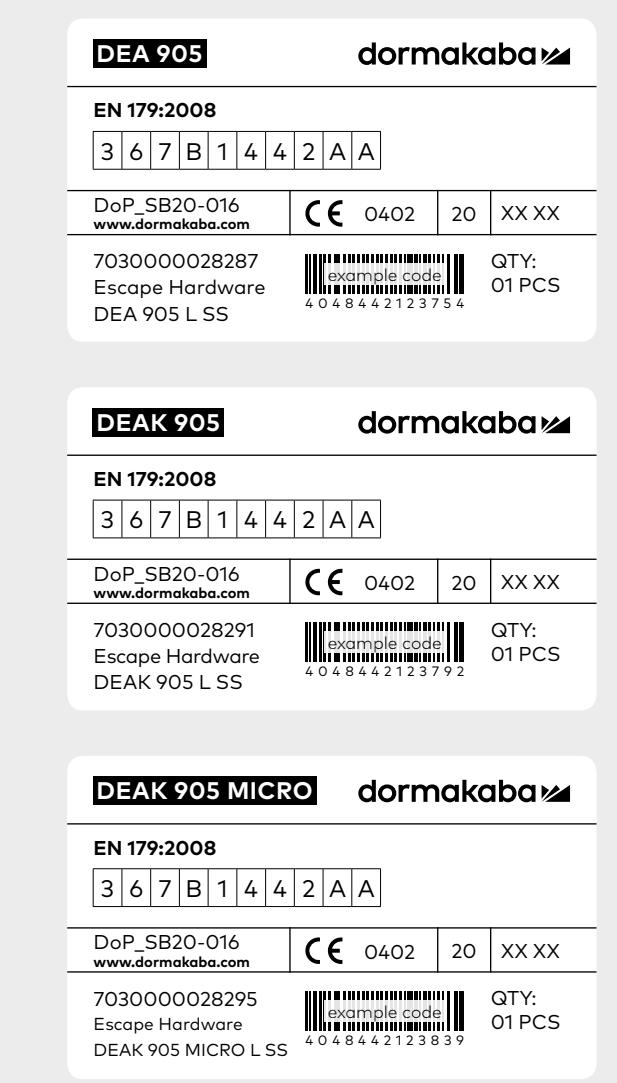 DEA 905 dormakaba
EN 179:2008
3 6 7 B 1 4 4 2 A A
DoP_SB20-016 CE 0402 20 XX XX
www.dormakaba.com
7030000028287 example code QTY:
Escape Hardware 4048442123754 01 PCS
DEA 905 L SS
DEAK 905 dormakaba
EN 179:2008
3 6 7 B 1 4 4 2 A A
DoP_SB20-016 CE 0402 20 XX XX
www.dormakaba.com
7030000028291 example code QTY:
Escape Hardware 4048442123792 01 PCS
DEAK 905 L SS
DEAK 905 MICRO dormakaba
EN 179:2008
3 6 7 B 1 4 4 2 A A
DoP_SB20-016 CE 0402 20 XX XX
www.dormakaba.com
7030000028295 example code QTY:
Escape Hardware 4048442123839 01 PCS
DEAK 905 MICRO L SS